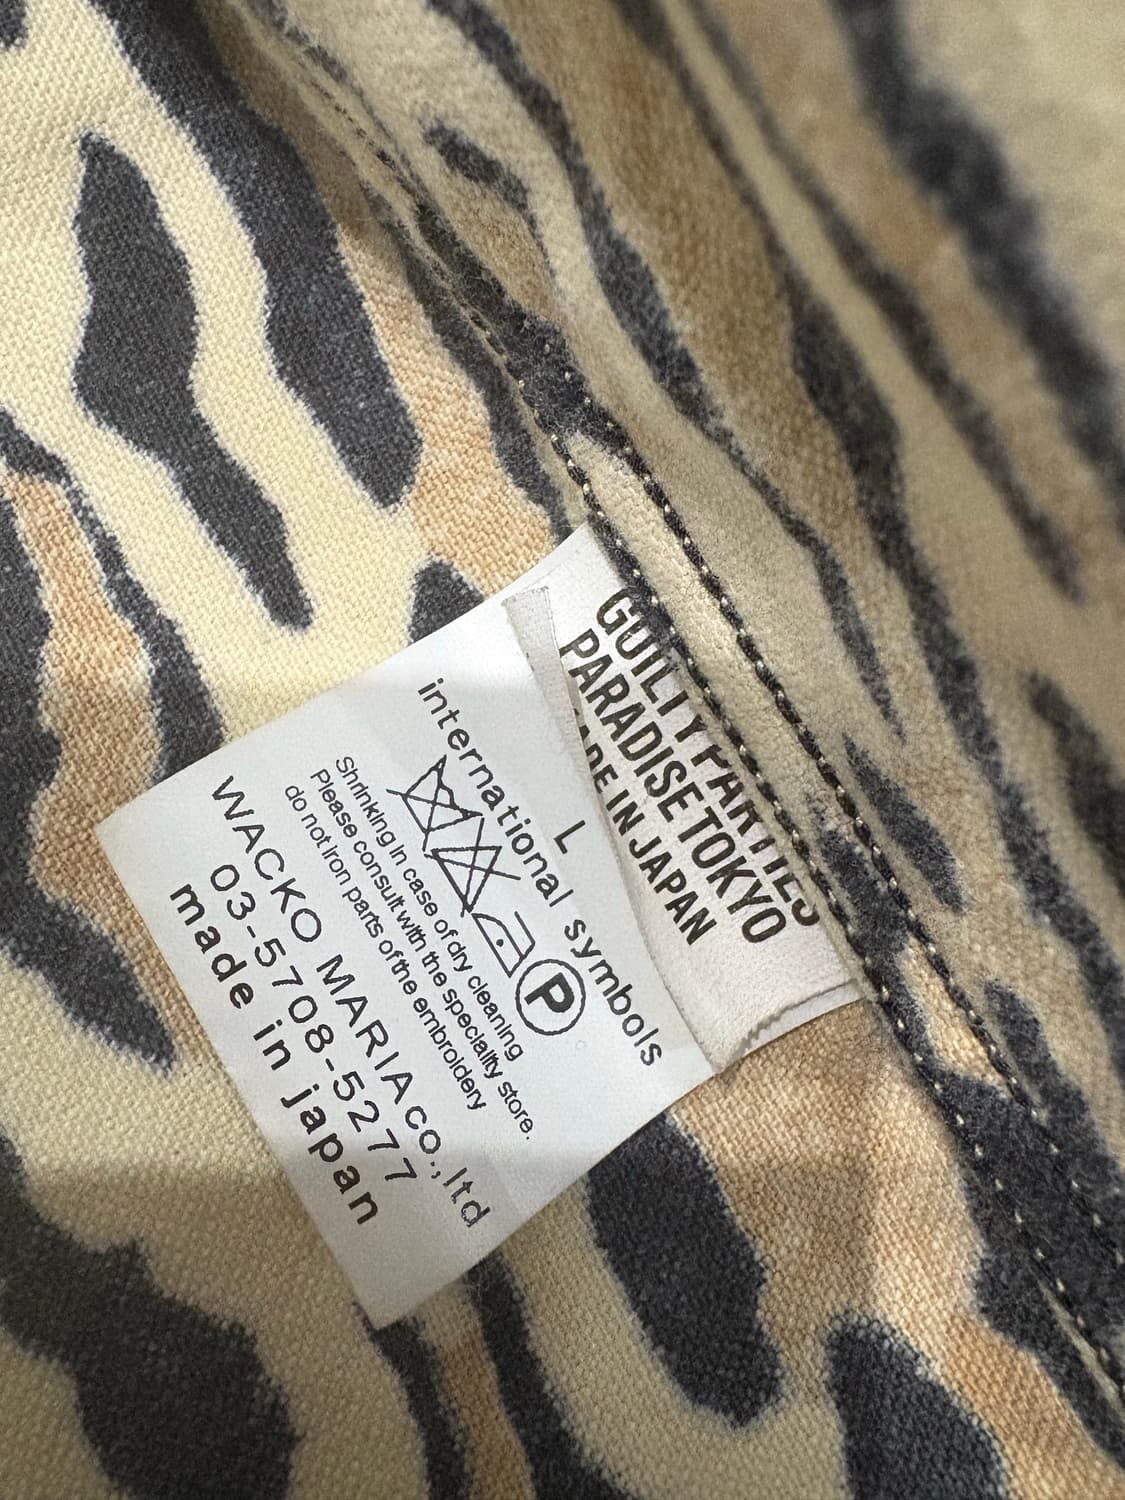 GUILTY PARTIES
PARADISE TOKYO
MADE IN JAPAN
L
international symbols
P
Shrinking in case of dry cleaning
Please consult with the speciality store.
do not iron parts of the embroidery
WACKO MARIA co.,ltd
03-5708-5277
made in japan